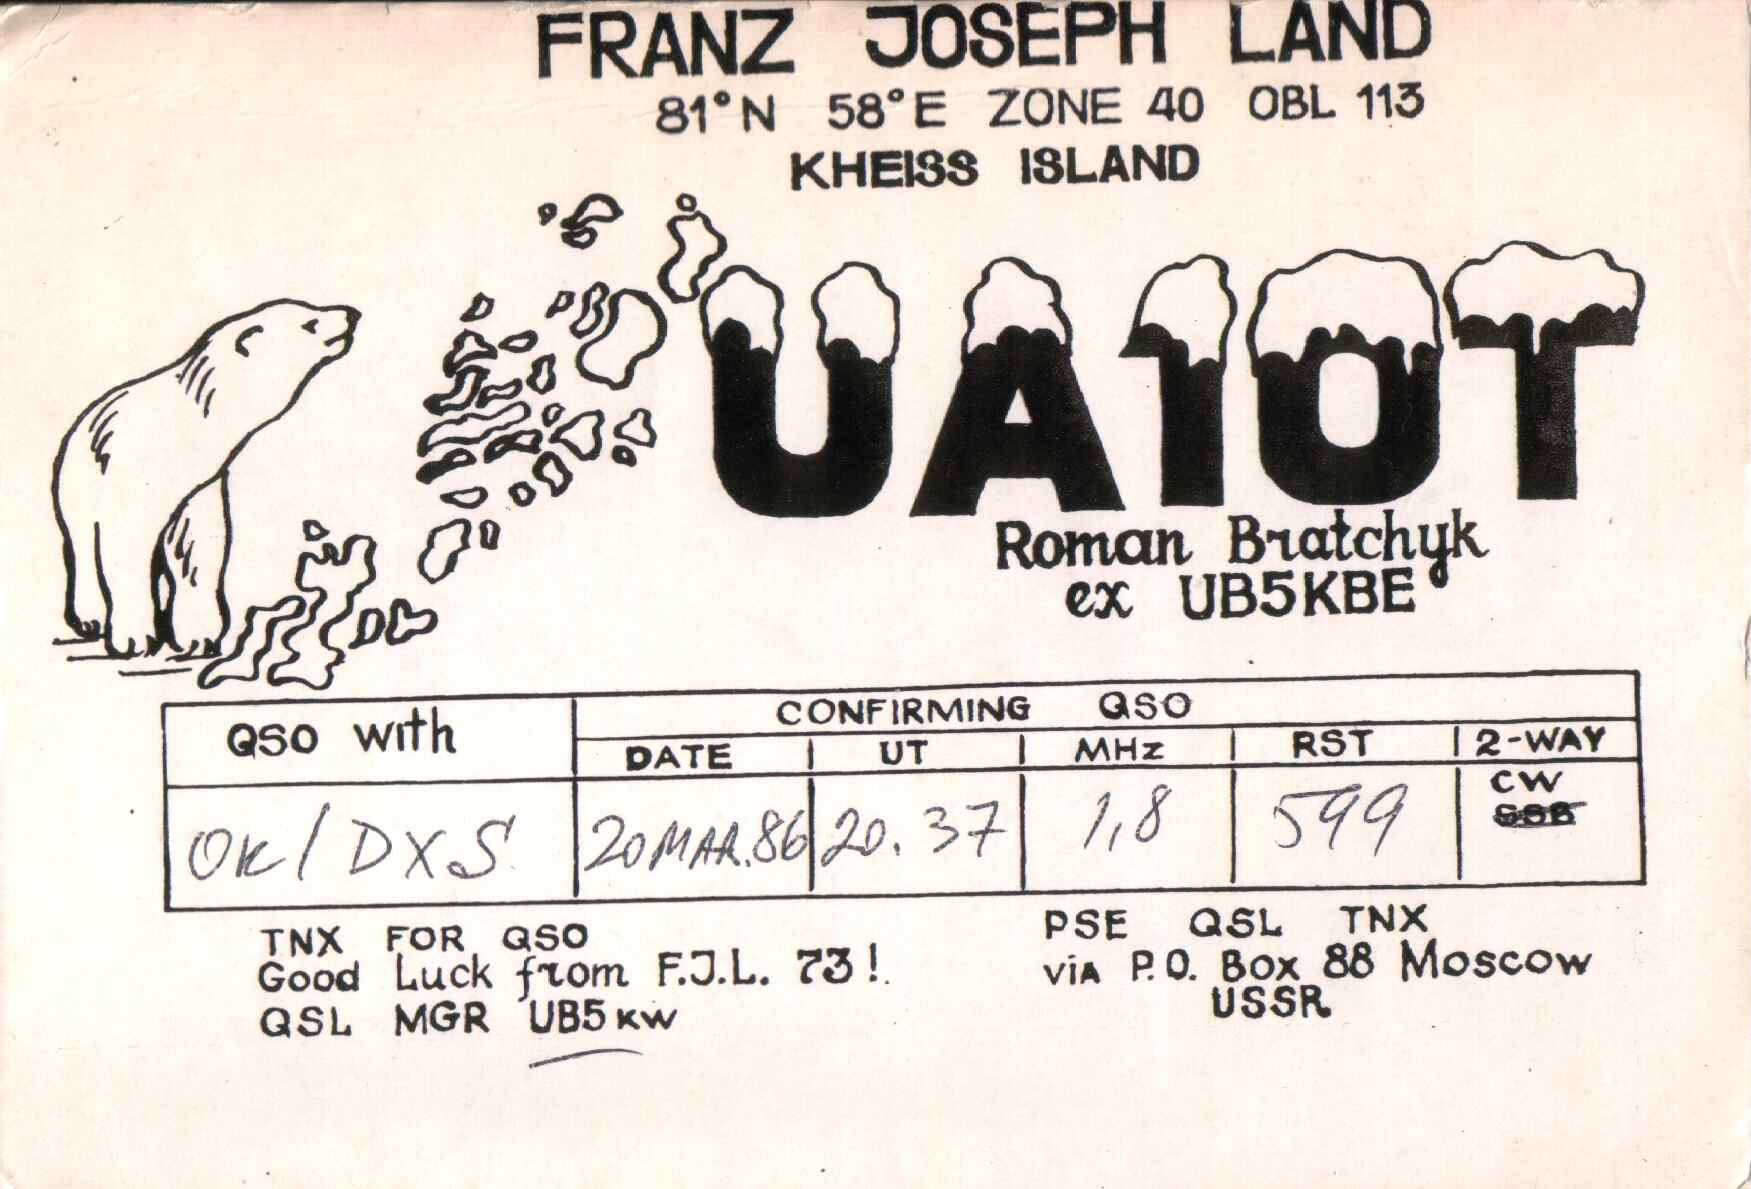 FRANZ JOSEPH LAND
81°N 58°E ZONE 40 OBL 113
KHEISS ISLAND
UA1OT
Roman Bratchyk
ex UB5KBE
QSO with
CONFIRMING QSO
DATE UT MHz RST 2-WAY
OK/DXS 20MAR.86 20.37 1,8 599 CW
SSB
TNX FOR QSO
Good Luck from F.J.L. 73!
QSL MGR UB5KW
PSE QSL TNX
via P.O. Box 88 Moscow
USSR